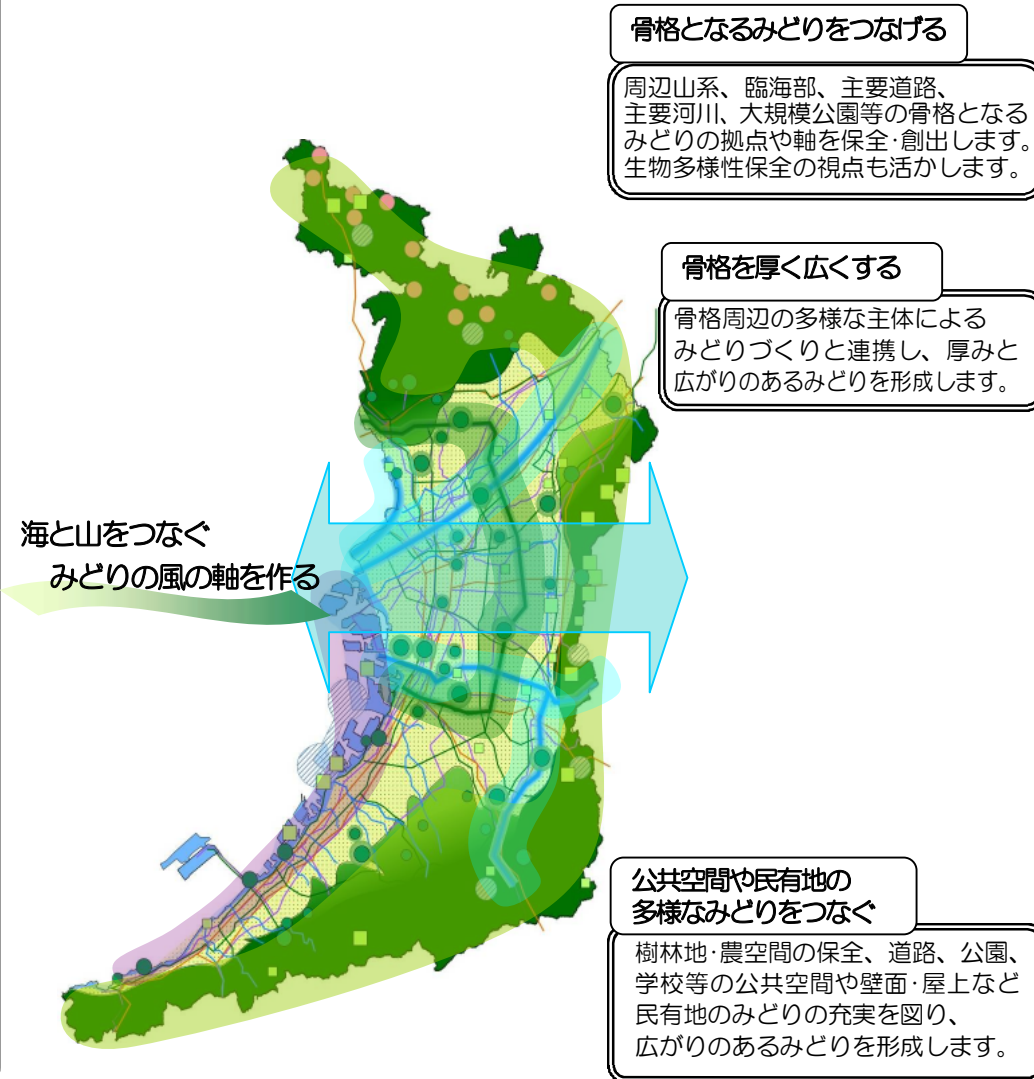 骨格となるみどりをつなげる
周辺山系、臨海部、主要道路、
主要河川、大規模公園等の骨格となる
みどりの拠点や軸を保全･創出します。
生物多様性保全の視点も活かします。
骨格を厚く広くする
骨格周辺の多様な主体による
みどりづくりと連携し、厚みと
広がりのあるみどりを形成します。
海と山をつなぐ
みどりの風の軸を作る
公共空間や民有地の
多様なみどりをつなぐ
樹林地･農空間の保全、道路、公園、
学校等の公共空間や壁面･屋上など
民有地のみどりの充実を図り、
広がりのあるみどりを形成します。